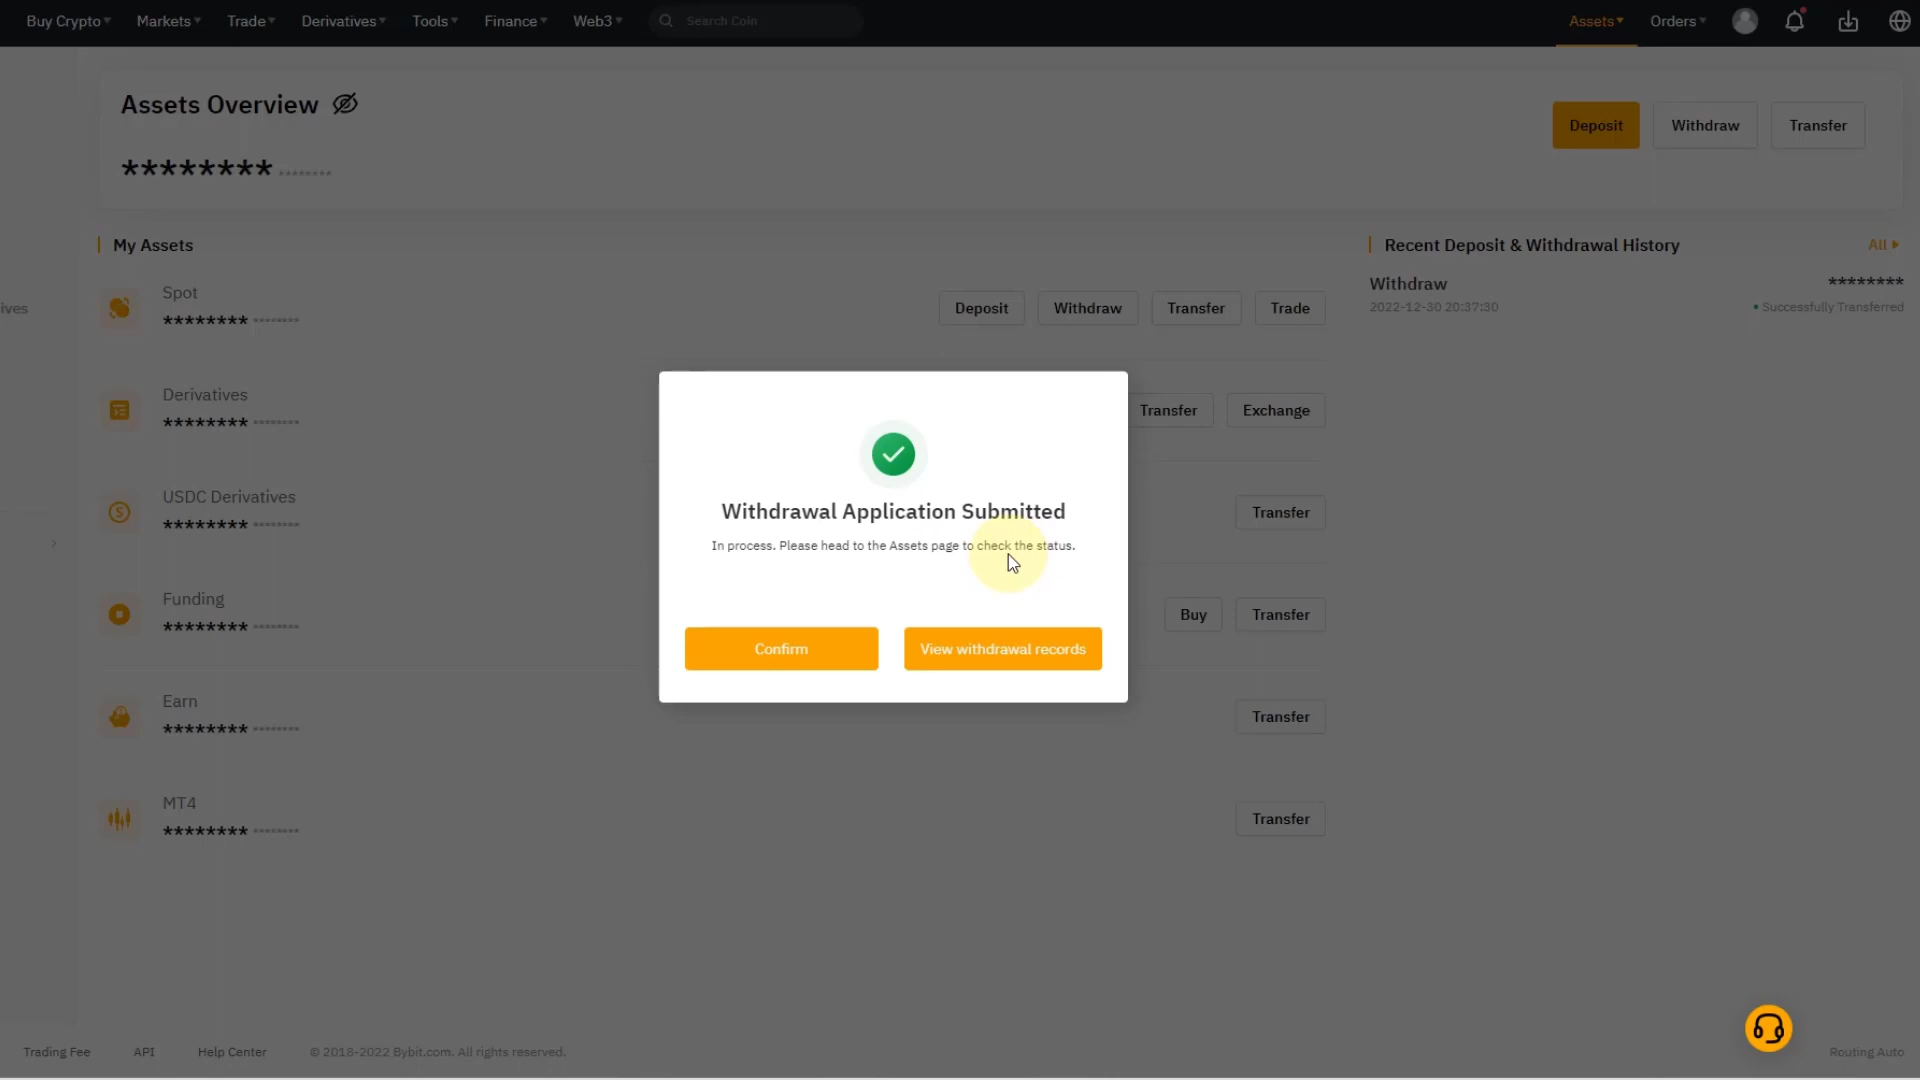 Buy Crypto Markets Trade Derivatives Tools Finance Web3 Search Coin Assets Orders
Assets Overview
Deposit Withdraw Transfer
******** ********
My Assets
Spot
******** ********
Deposit Withdraw Transfer Trade
Derivatives
******** ********
Transfer Exchange
USDC Derivatives
******** ********
Transfer
Funding
******** ********
Buy Transfer
Earn
******** ********
Transfer
MT4
******** ********
Transfer
ives
Recent Deposit & Withdrawal History All
Withdraw ********
2022-12-30 20:37:30 Successfully Transferred
Withdrawal Application Submitted
In process. Please head to the Assets page to check the status.
Confirm View withdrawal records
Trading Fee API Help Center © 2018-2022 Bybit.com. All rights reserved. Routing Auto